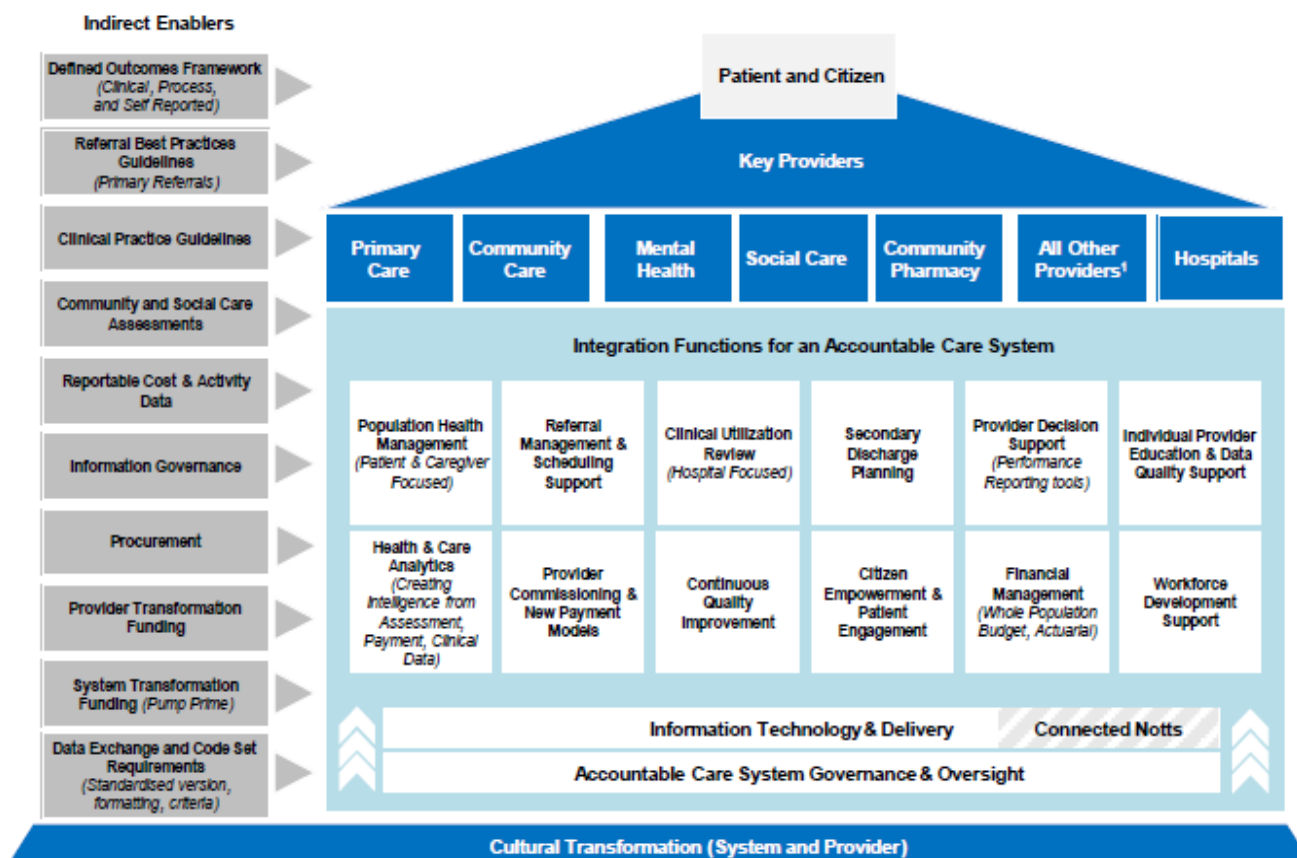 Indirect Enablers
Defined Outcomes Framework
(Clinical, Process,
and Self Reported)
Referral Best Practices
Guidelines
(Primary Referrals)
Clinical Practice Guidelines
Community and Social Care
Assessments
Reportable Cost & Activity
Data
Information Governance
Procurement
Provider Transformation
Funding
System Transformation
Funding (Pump Prime)
Data Exchange and Code Set
Requirements
(Standardised version,
formatting, criteria)
Patient and Citizen
Key Providers
Primary
Care
Community
Care
Mental
Health
Social Care
Community
Pharmacy
All Other
Providers¹
Hospitals
Integration Functions for an Accountable Care System
Population Health
Management
(Patient & Caregiver
Focused)
Referral
Management &
Scheduling
Support
Clinical Utilization
Review
(Hospital Focused)
Secondary
Discharge
Planning
Provider Decision
Support
(Performance
Reporting tools)
Individual Provider
Education & Data
Quality Support
Health & Care
Analytics
(Creating
Intelligence from
Assessment,
Payment, Clinical
Data)
Provider
Commissioning &
New Payment
Models
Continuous
Quality
Improvement
Citizen
Empowerment &
Patient
Engagement
Financial
Management
(Whole Population
Budget, Actuarial)
Workforce
Development
Support
Information Technology & Delivery
Connected Notts
Accountable Care System Governance & Oversight
Cultural Transformation (System and Provider)